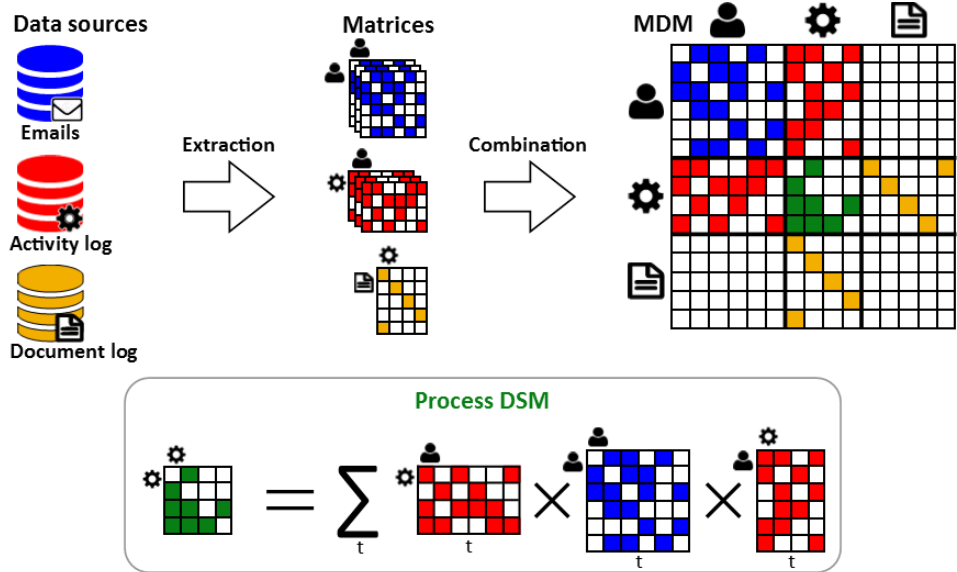 Data sources
Matrices
MDM
Emails
Extraction
Combination
Activity log
Document log
Process DSM
= ∑ × ×
t
t
t
t